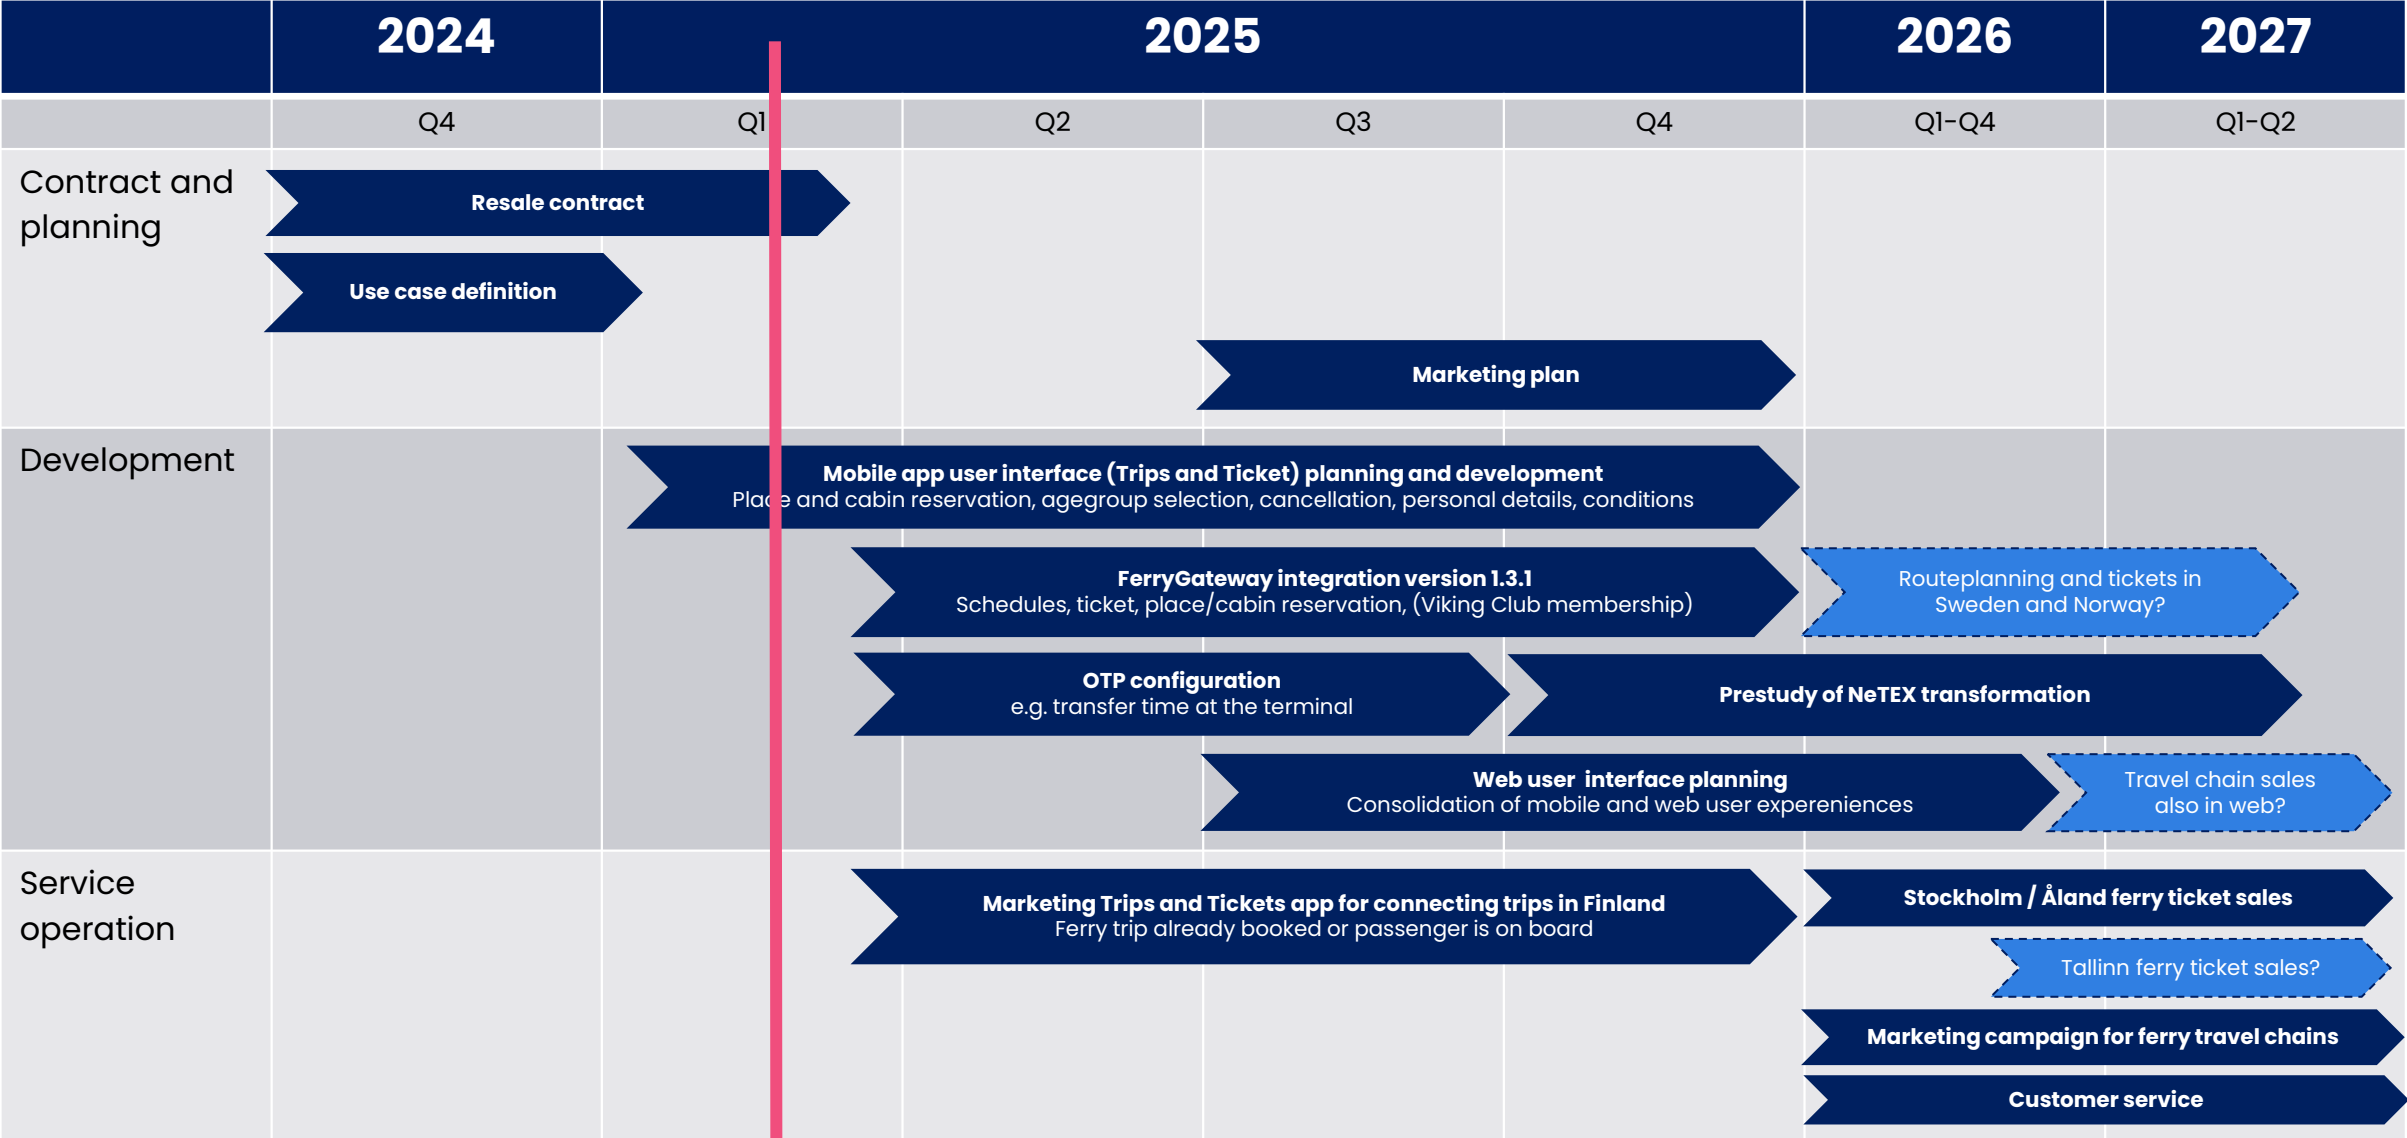 2024
2025
2026
2027
Q4
Q1
Q2
Q3
Q4
Q1-Q4
Q1-Q2
Contract and
planning
Resale contract
Use case definition
Marketing plan
Development
Mobile app user interface (Trips and Ticket) planning and development
Place and cabin reservation, agegroup selection, cancellation, personal details, conditions
FerryGateway integration version 1.3.1
Schedules, ticket, place/cabin reservation, (Viking Club membership)
Routeplanning and tickets in
Sweden and Norway?
OTP configuration
e.g. transfer time at the terminal
Prestudy of NeTEX transformation
Web user interface planning
Consolidation of mobile and web user expereniences
Travel chain sales
also in web?
Service
operation
Marketing Trips and Tickets app for connecting trips in Finland
Ferry trip already booked or passenger is on board
Stockholm / Åland ferry ticket sales
Tallinn ferry ticket sales?
Marketing campaign for ferry travel chains
Customer service